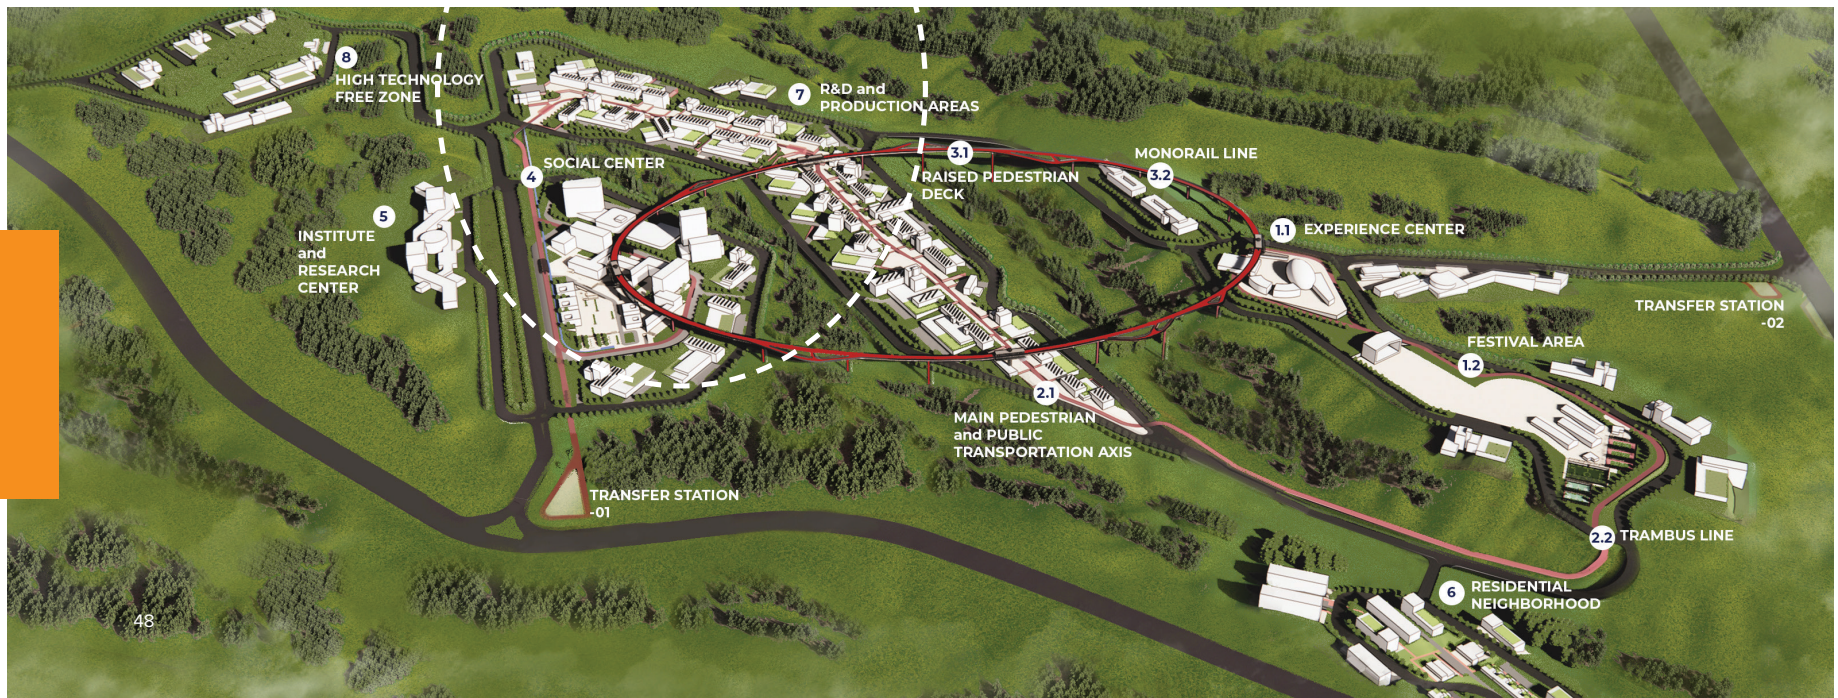 8
HIGH TECHNOLOGY
FREE ZONE
7
R&D and
PRODUCTION AREAS
4
SOCIAL CENTER
3.1
RAISED PEDESTRIAN
DECK
MONORAIL LINE
3.2
5
INSTITUTE
and
RESEARCH
CENTER
1.1
EXPERIENCE CENTER
TRANSFER STATION
-02
FESTIVAL AREA
1.2
2.1
MAIN PEDESTRIAN
and PUBLIC
TRANSPORTATION AXIS
TRANSFER STATION
-01
2.2
TRAMBUS LINE
6
RESIDENTIAL
NEIGHBORHOOD
48